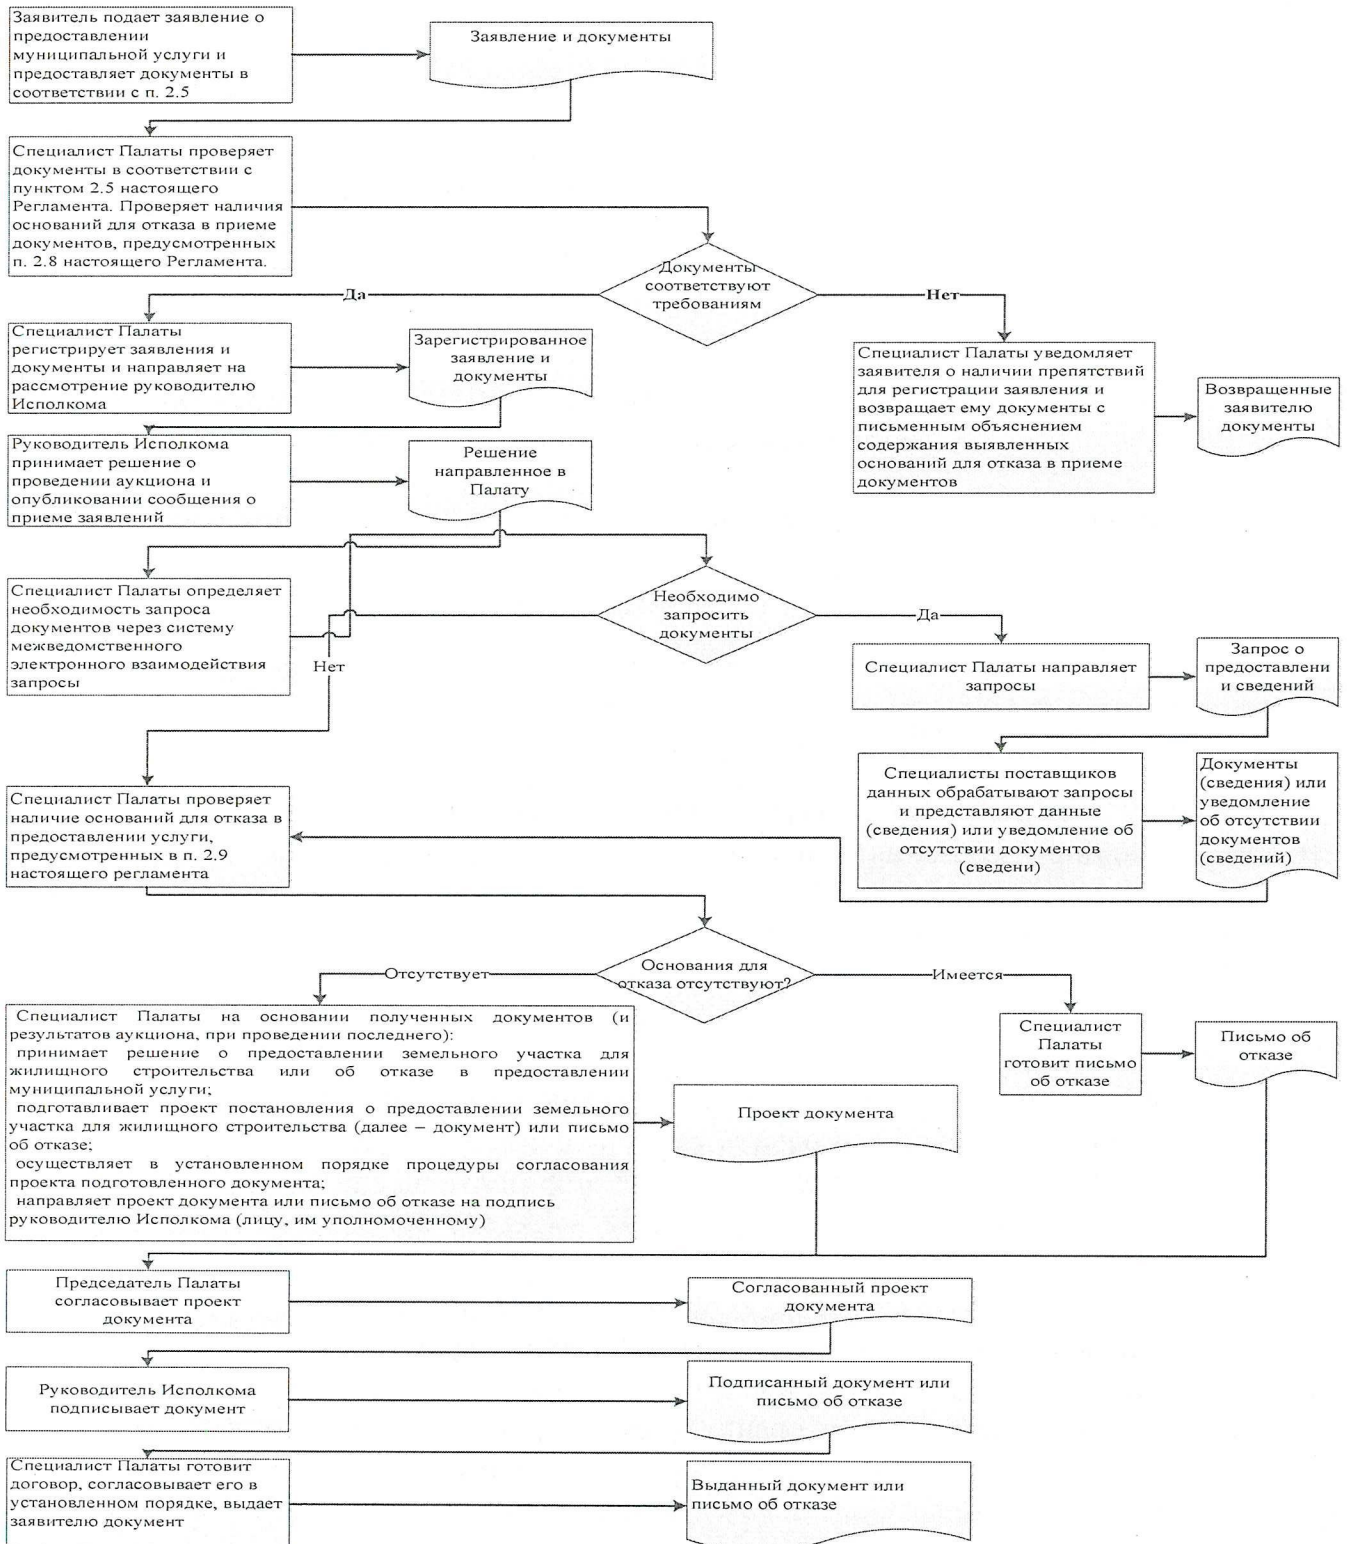 Заявитель подает заявление о
предоставлении
муниципальной услуги и
предоставляет документы в
соответствии с п. 2.5
Заявление и документы
Специалист Палаты проверяет
документы в соответствии с
пунктом 2.5 настоящего
Регламента. Проверяет наличия
оснований для отказа в приеме
документов, предусмотренных
п. 2.8 настоящего Регламента.
Документы
соответствуют
требованиям
Да
Нет
Специалист Палаты
регистрирует заявления и
документы и направляет на
рассмотрение руководителю
Исполкома
Зарегистрированное
заявление и
документы
Специалист Палаты уведомляет
заявителя о наличии препятствий
для регистрации заявления и
возвращает ему документы с
письменным объяснением
содержания выявленных
оснований для отказа в приеме
документов
Возвращенные
заявителю
документы
Руководитель Исполкома
принимает решение о
проведении аукциона и
опубликовании сообщения о
приеме заявлений
Решение
направленное в
Палату
Специалист Палаты определяет
необходимость запроса
документов через систему
межведомственного
электронного взаимодействия
запросы
Необходимо
запросить
документы
Да
Нет
Специалист Палаты направляет
запросы
Запрос о
предоставлени
и сведений
Специалисты поставщиков
данных обрабатывают запросы
и представляют данные
(сведения) или уведомление об
отсутствии документов
(сведени)
Документы
(сведения) или
уведомление
об отсутствии
документов
(сведений)
Специалист Палаты проверяет
наличие оснований для отказа в
предоставлении услуги,
предусмотренных в п. 2.9
настоящего регламента
Основания для
отказа отсутствуют?
Отсутствует
Имеется
Специалист Палаты на основании полученных документов (и
результатов аукциона, при проведении последнего):
принимает решение о предоставлении земельного участка для
жилищного строительства или об отказе в предоставлении
муниципальной услуги;
подготавливает проект постановления о предоставлении земельного
участка для жилищного строительства (далее – документ) или письмо
об отказе;
осуществляет в установленном порядке процедуры согласования
проекта подготовленного документа;
направляет проект документа или письмо об отказе на подпись
руководителю Исполкома (лицу, им уполномоченному)
Проект документа
Специалист
Палаты
готовит письмо
об отказе
Письмо об
отказе
Председатель Палаты
согласовывает проект
документа
Согласованный проект
документа
Руководитель Исполкома
подписывает документ
Подписанный документ или
письмо об отказе
Специалист Палаты готовит
договор, согласовывает его в
установленном порядке, выдает
заявителю документ
Выданный документ или
письмо об отказе